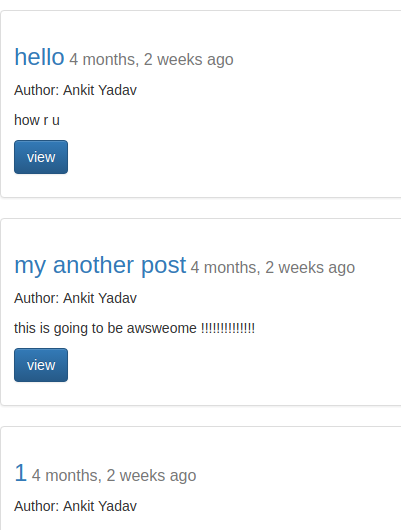 hello 4 months, 2 weeks ago
Author: Ankit Yadav
how r u
view
my another post 4 months, 2 weeks ago
Author: Ankit Yadav
this is going to be awsweome !!!!!!!!!!!!!!
view
1 4 months, 2 weeks ago
Author: Ankit Yadav